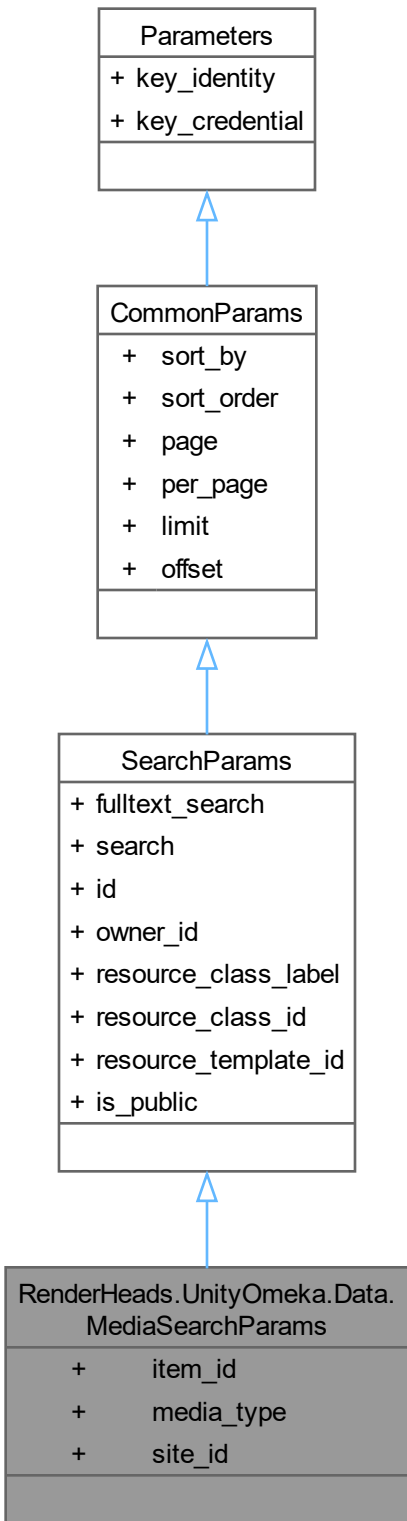 Parameters
+ key_identity
+ key_credential
CommonParams
+ sort_by
+ sort_order
+ page
+ per_page
+ limit
+ offset
SearchParams
+ fulltext_search
+ search
+ id
+ owner_id
+ resource_class_label
+ resource_class_id
+ resource_template_id
+ is_public
RenderHeads.UnityOmeka.Data.
MediaSearchParams
+ item_id
+ media_type
+ site_id